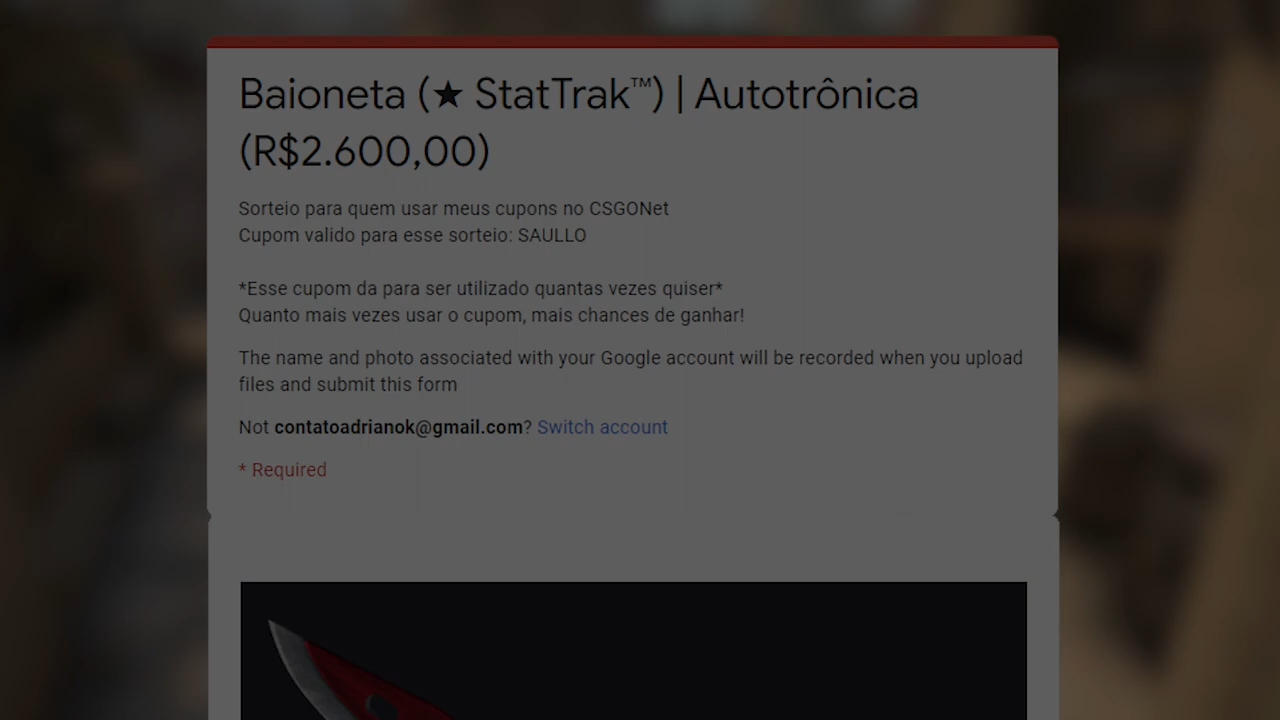 Baioneta (★ StatTrak™) | Autotrônica
(R$2.600,00)
Sorteio para quem usar meus cupons no CSGONet
Cupom valido para esse sorteio: SAULLO
*Esse cupom da para ser utilizado quantas vezes quiser*
Quanto mais vezes usar o cupom, mais chances de ganhar!
The name and photo associated with your Google account will be recorded when you upload
files and submit this form
Not contatoadrianok@gmail.com? Switch account
* Required